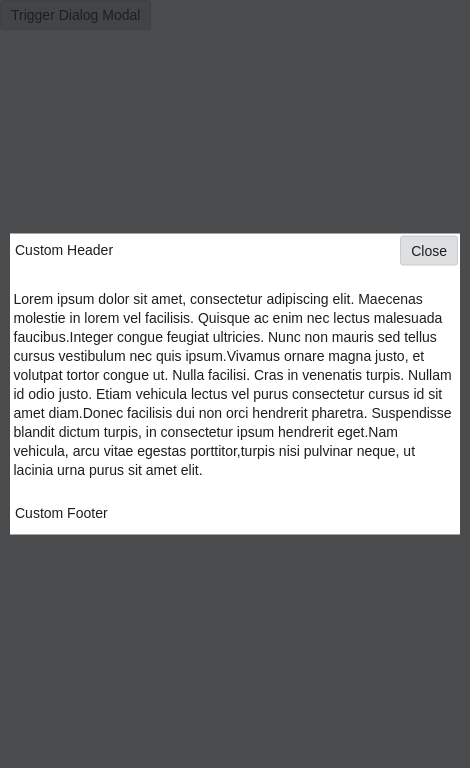 Trigger Dialog Modal
Custom Header
Close
Lorem ipsum dolor sit amet, consectetur adipiscing elit. Maecenas
molestie in lorem vel facilisis. Quisque ac enim nec lectus malesuada
faucibus.Integer congue feugiat ultricies. Nunc non mauris sed tellus
cursus vestibulum nec quis ipsum.Vivamus ornare magna justo, et
volutpat tortor congue ut. Nulla facilisi. Cras in venenatis turpis. Nullam
id odio justo. Etiam vehicula lectus vel purus consectetur cursus id sit
amet diam.Donec facilisis dui non orci hendrerit pharetra. Suspendisse
blandit dictum turpis, in consectetur ipsum hendrerit eget.Nam
vehicula, arcu vitae egestas porttitor,turpis nisi pulvinar neque, ut
lacinia urna purus sit amet elit.
Custom Footer